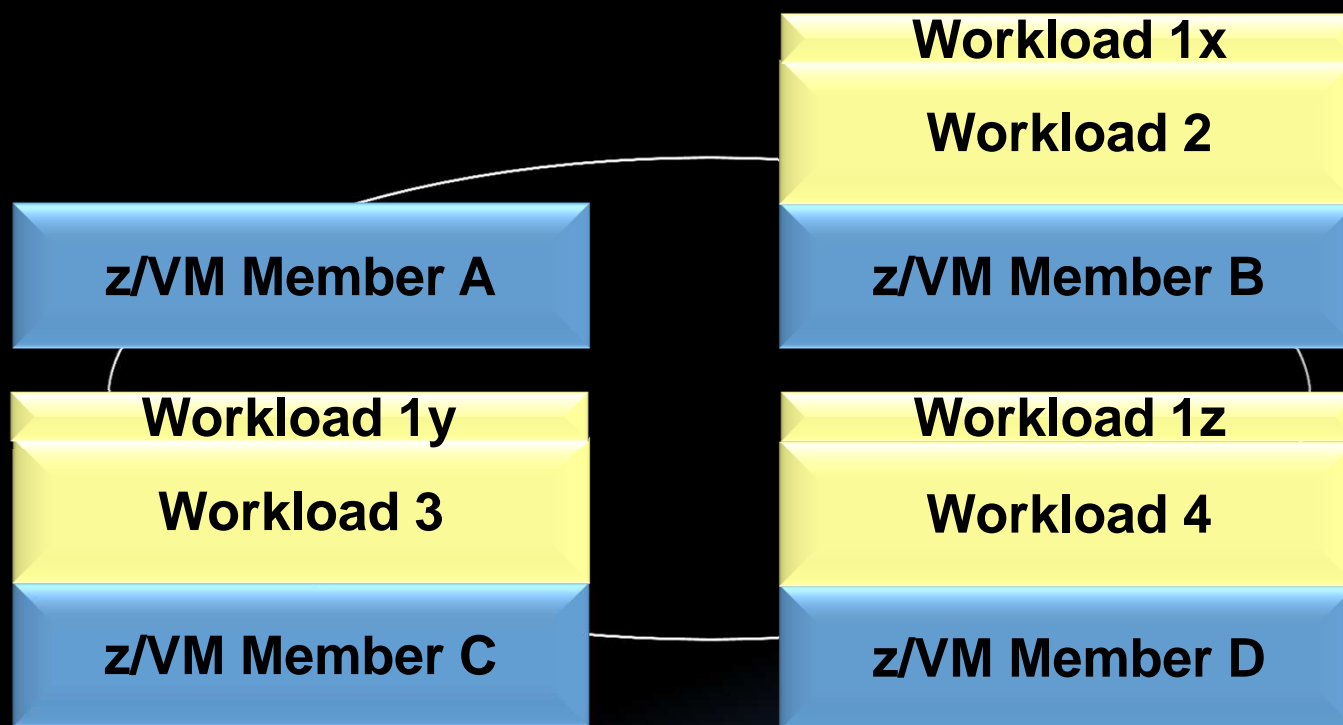 Workload 1x
Workload 2
z/VM Member A
z/VM Member B
Workload 1y
Workload 1z
Workload 3
Workload 4
z/VM Member C
z/VM Member D